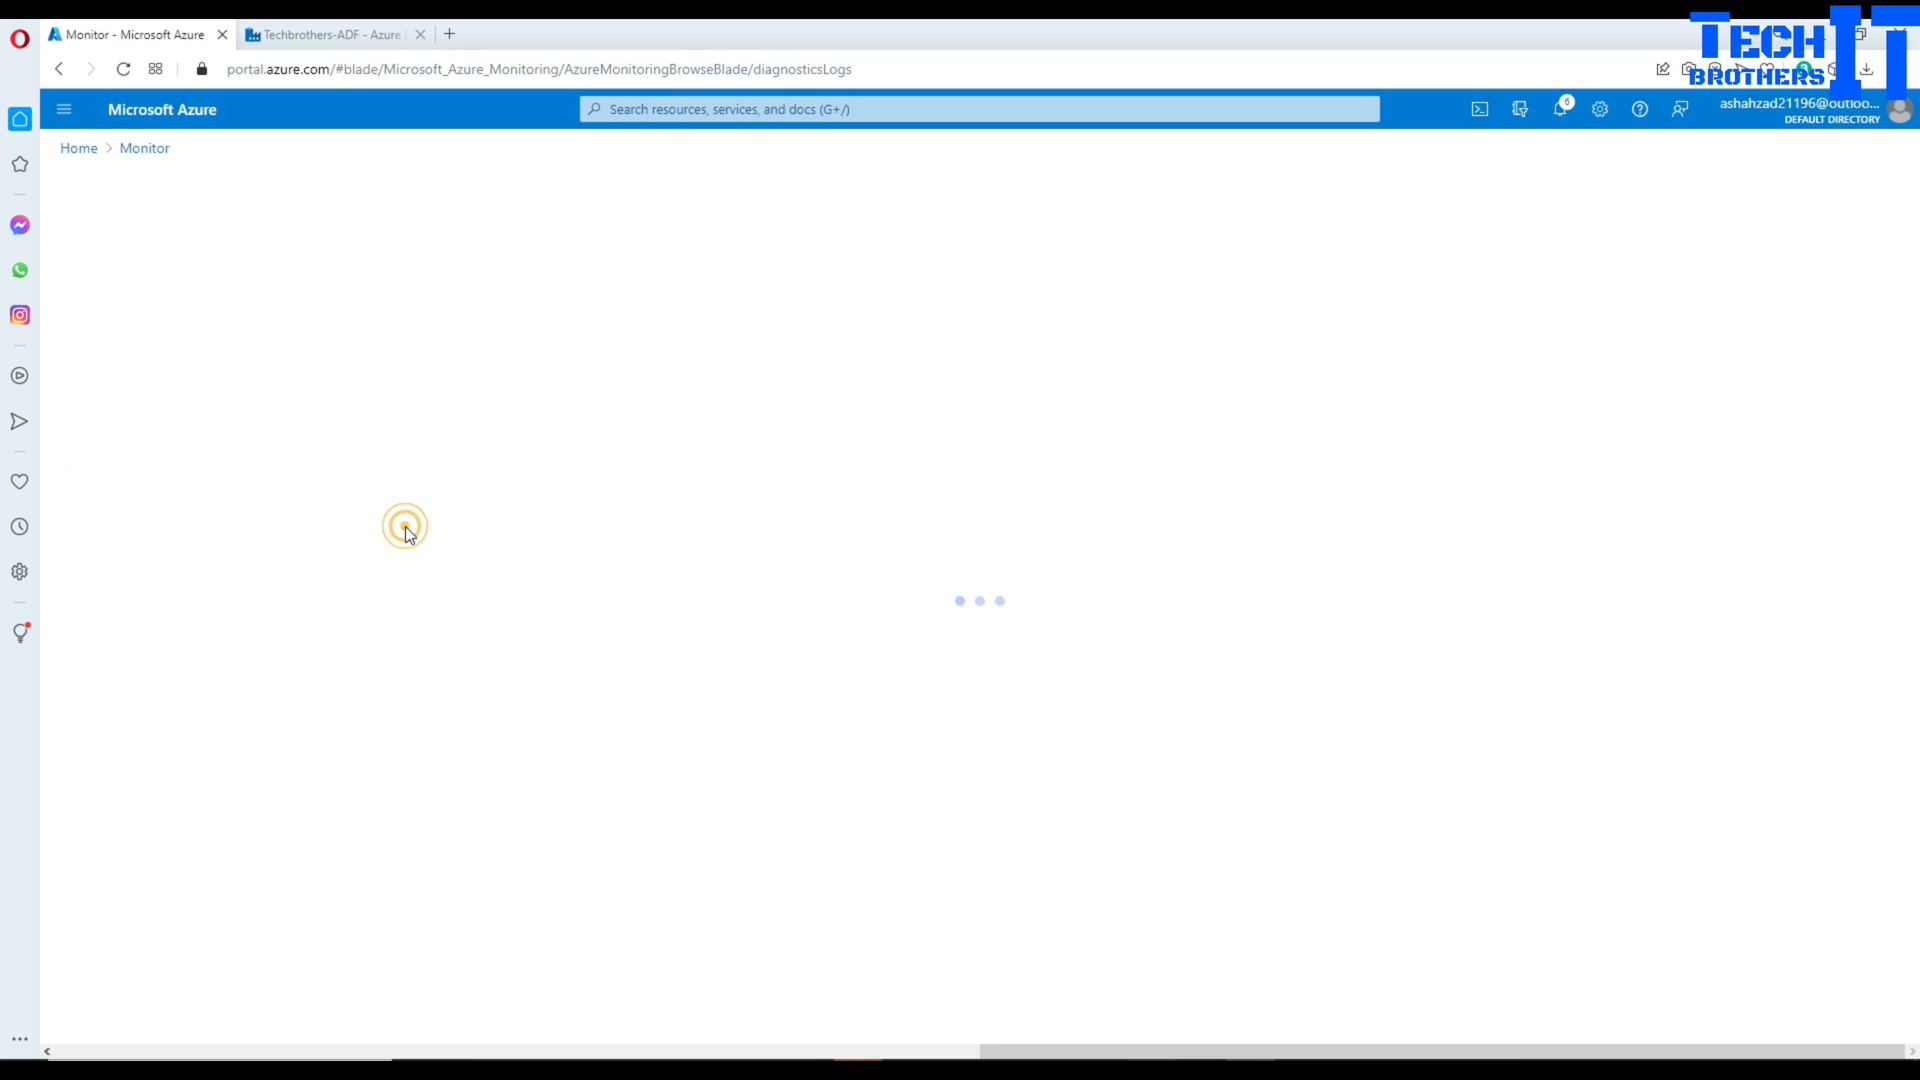 Monitor - Microsoft Azure
Techbrothers-ADF - Azure
portal.azure.com/#blade/Microsoft_Azure_Monitoring/AzureMonitoringBrowseBlade/diagnosticsLogs
TECH IT
BROTHERS
Microsoft Azure
Search resources, services, and docs (G+/)
6
ashahzad21196@outloo...
DEFAULT DIRECTORY
Home > Monitor